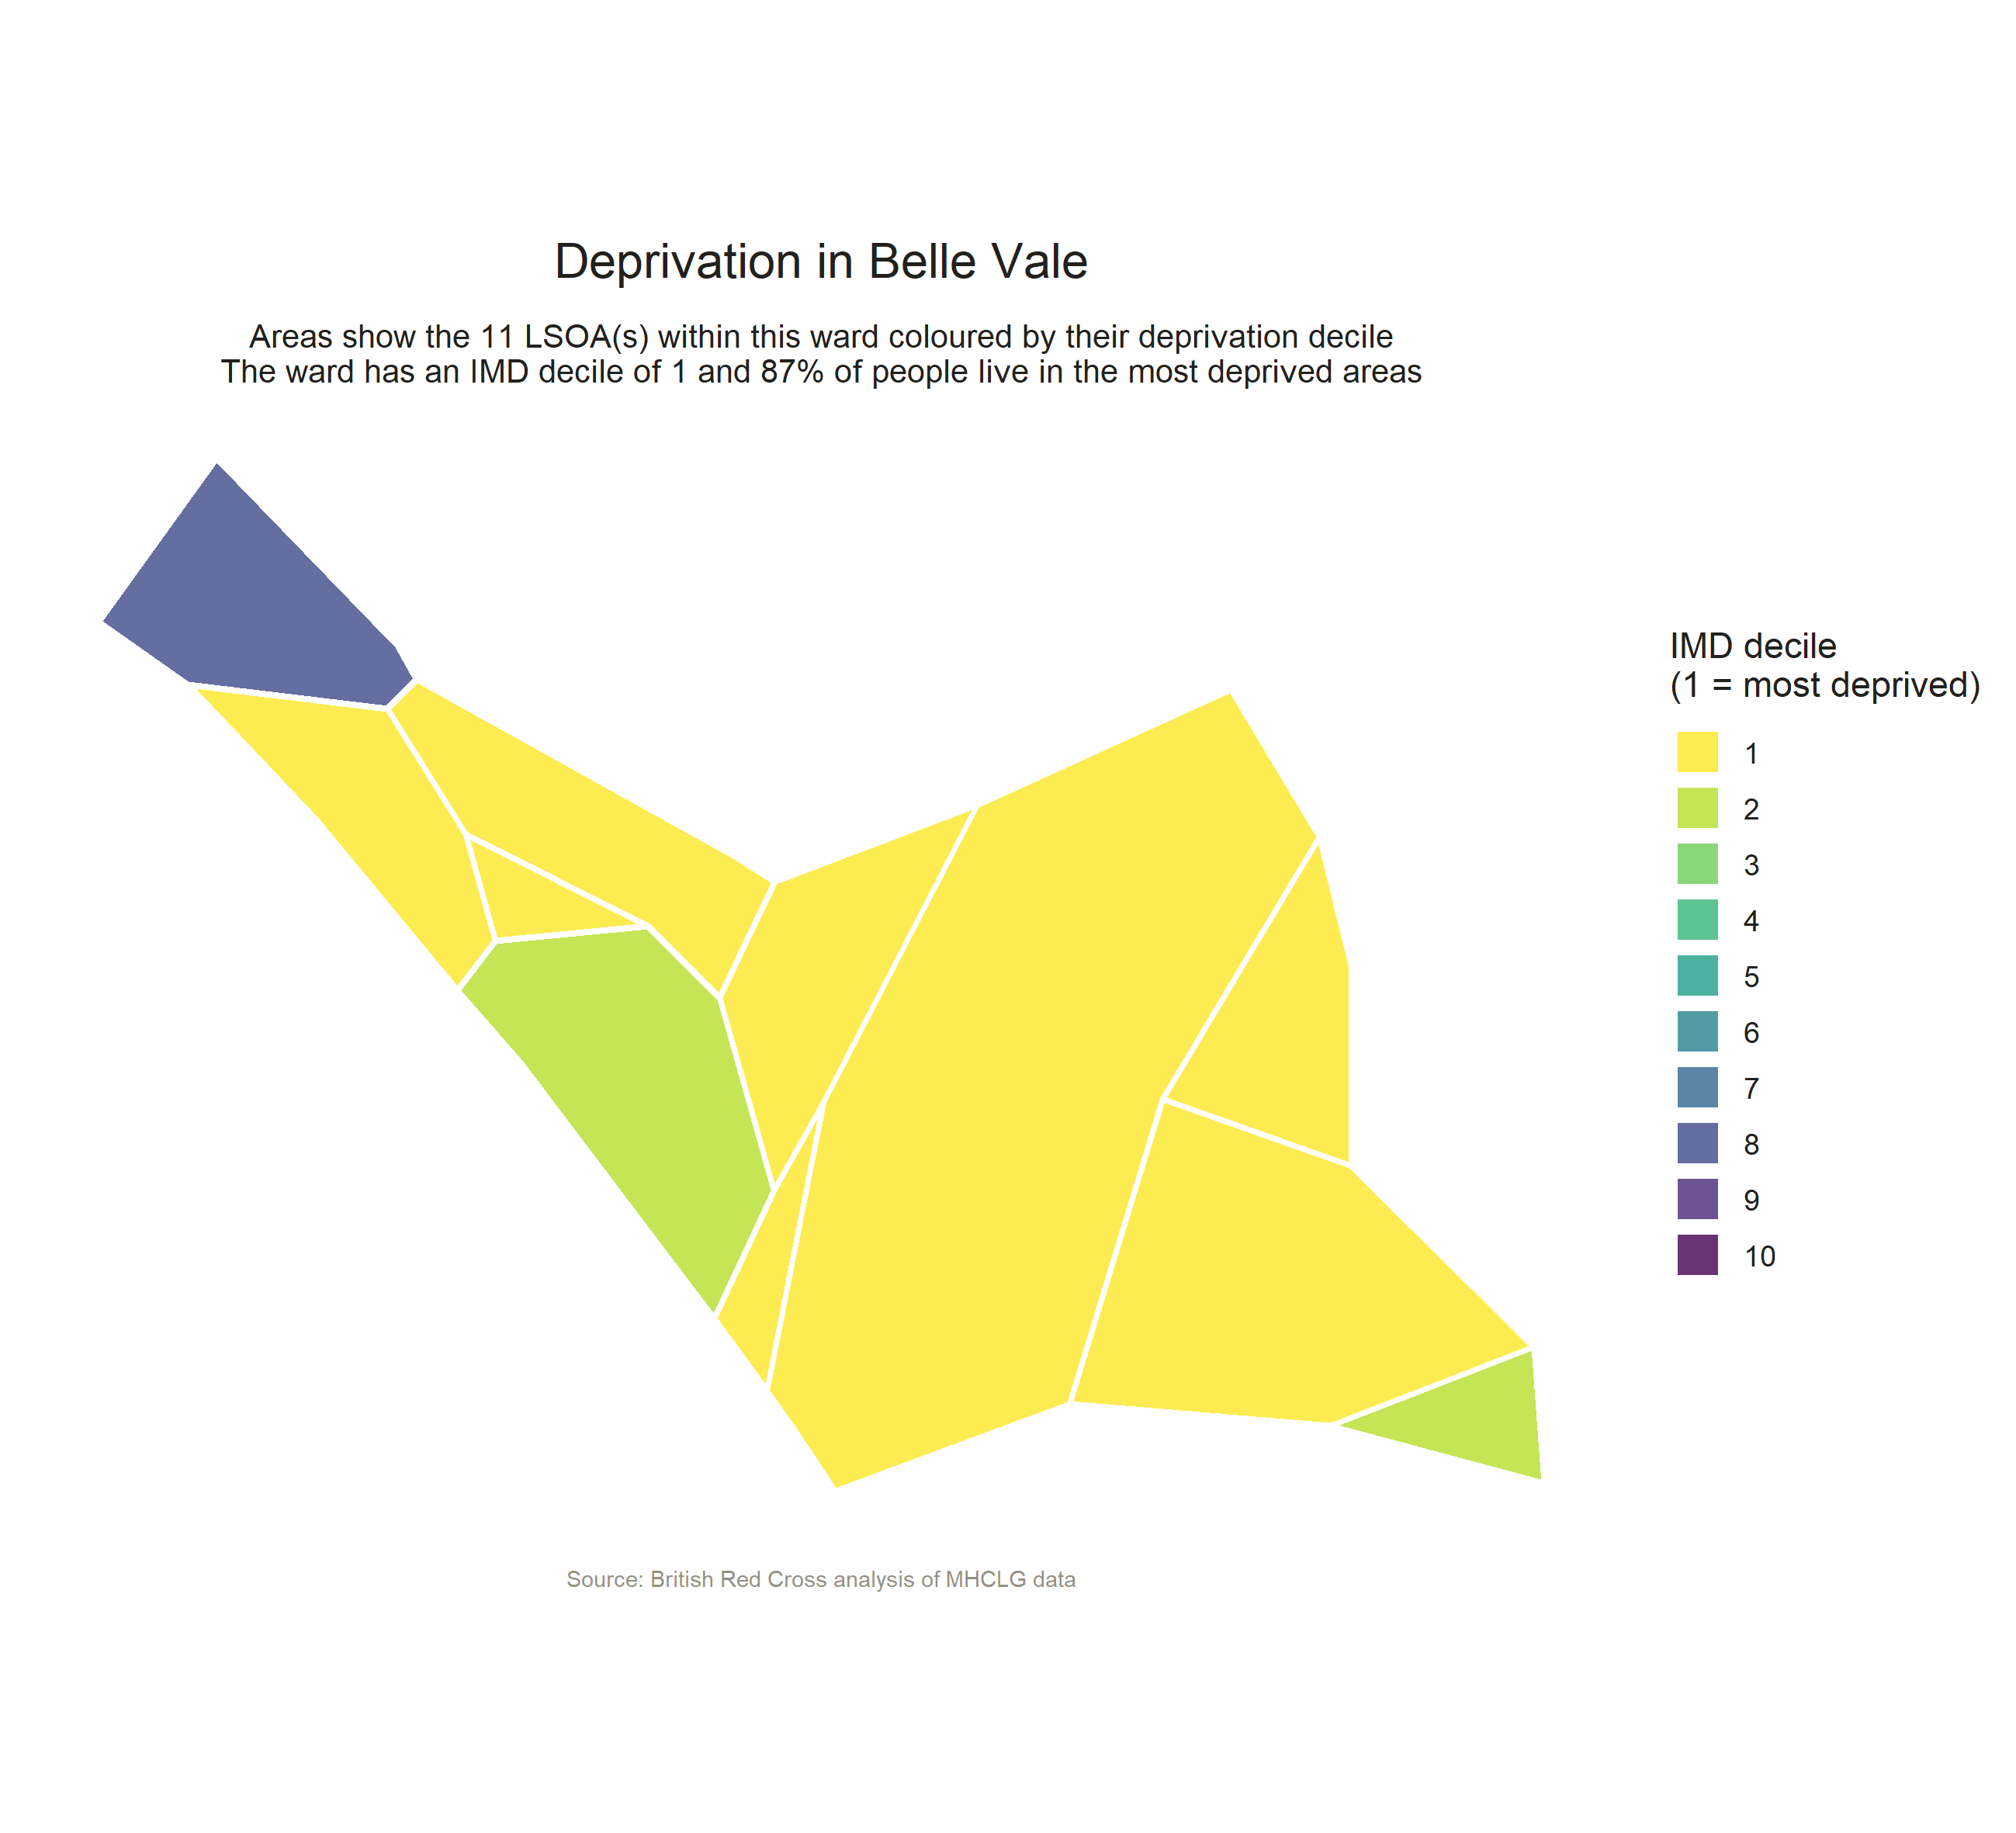 Deprivation in Belle Vale
Areas show the 11 LSOA(s) within this ward coloured by their deprivation decile
The ward has an IMD decile of 1 and 87% of people live in the most deprived areas
IMD decile
(1 = most deprived)
1
2
3
4
5
6
7
8
9
10
Source: British Red Cross analysis of MHCLG data